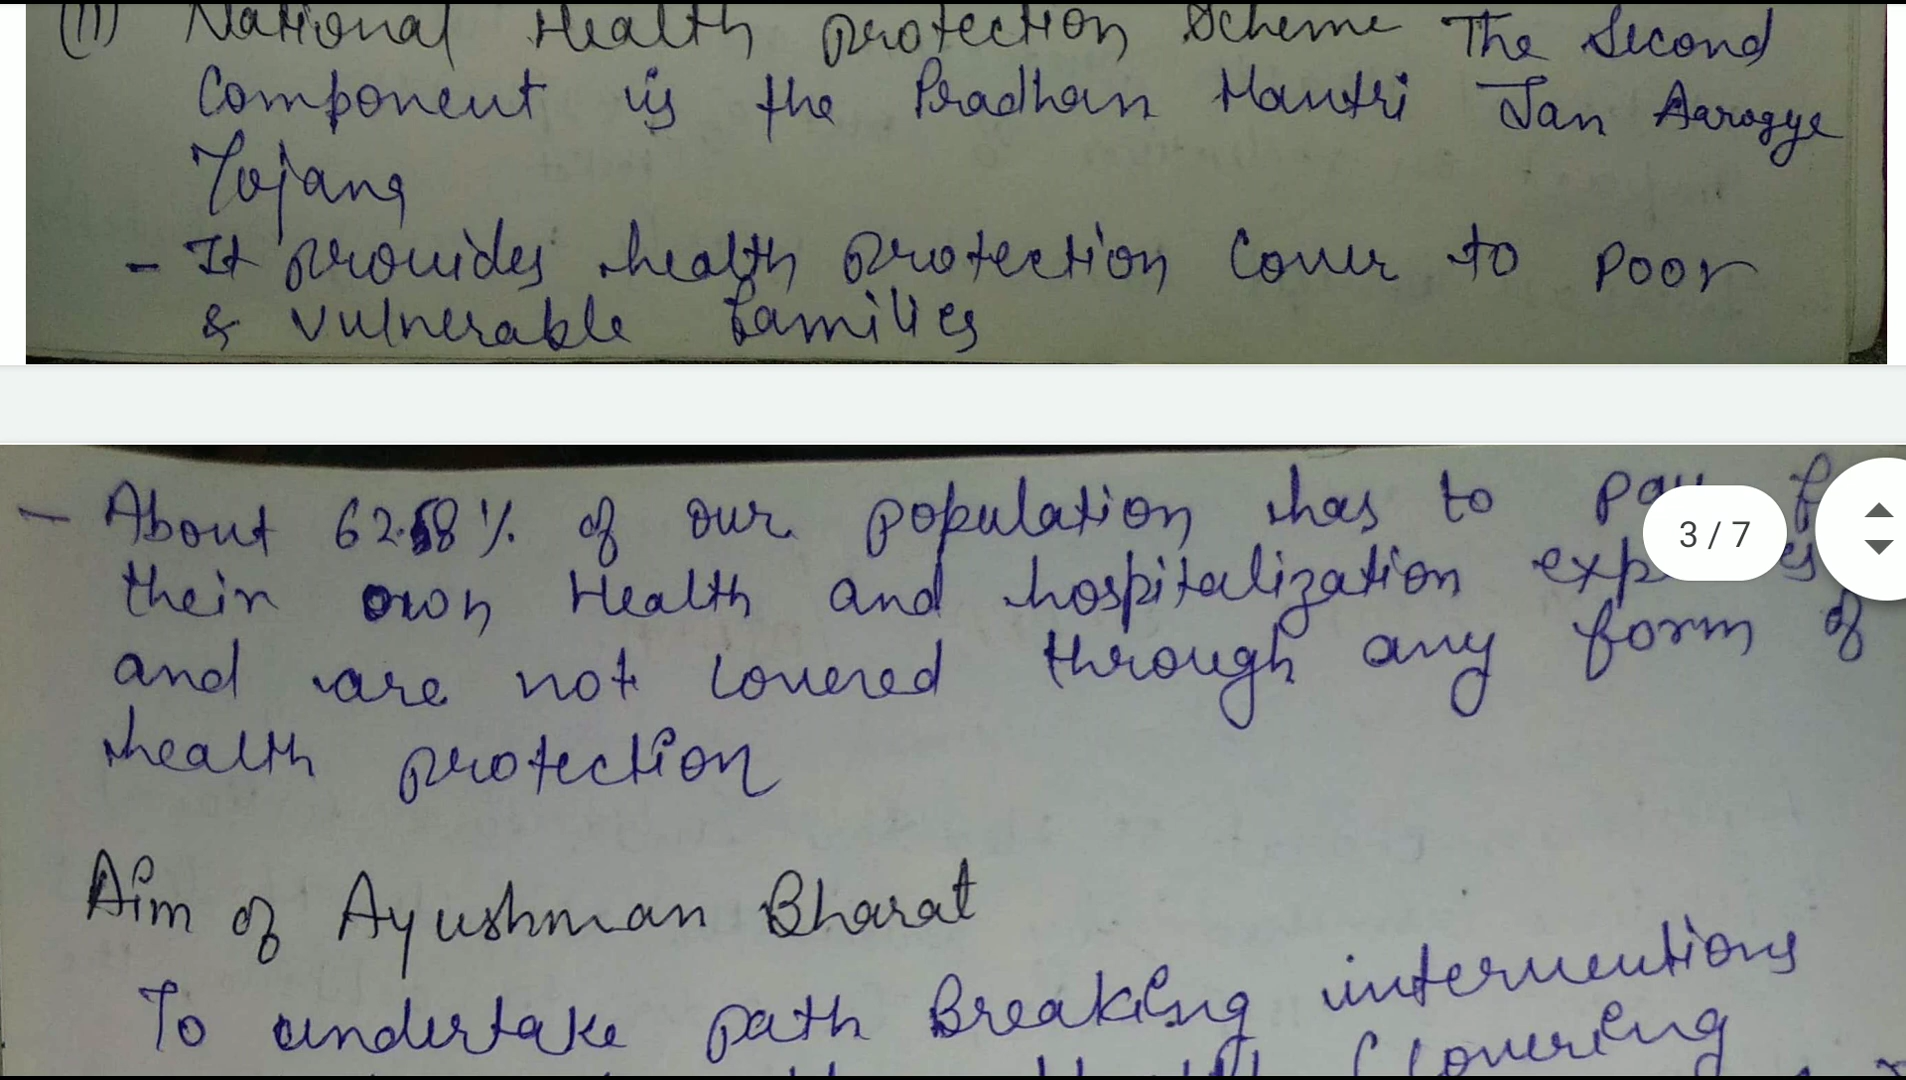 (ii) National Health protection Scheme The Second
Component is the Pradhan Mantri Jan Aarogye
Yojana
- It provides health protection Cover to poor
& vulnerable families
- About 62.58% of our population has to pay
their own Health and hospitalization
and are not covered through any form of
health protection
3 / 7
Aim of Ayushman Bharat
To undertake path Breaking interventions
(Covering